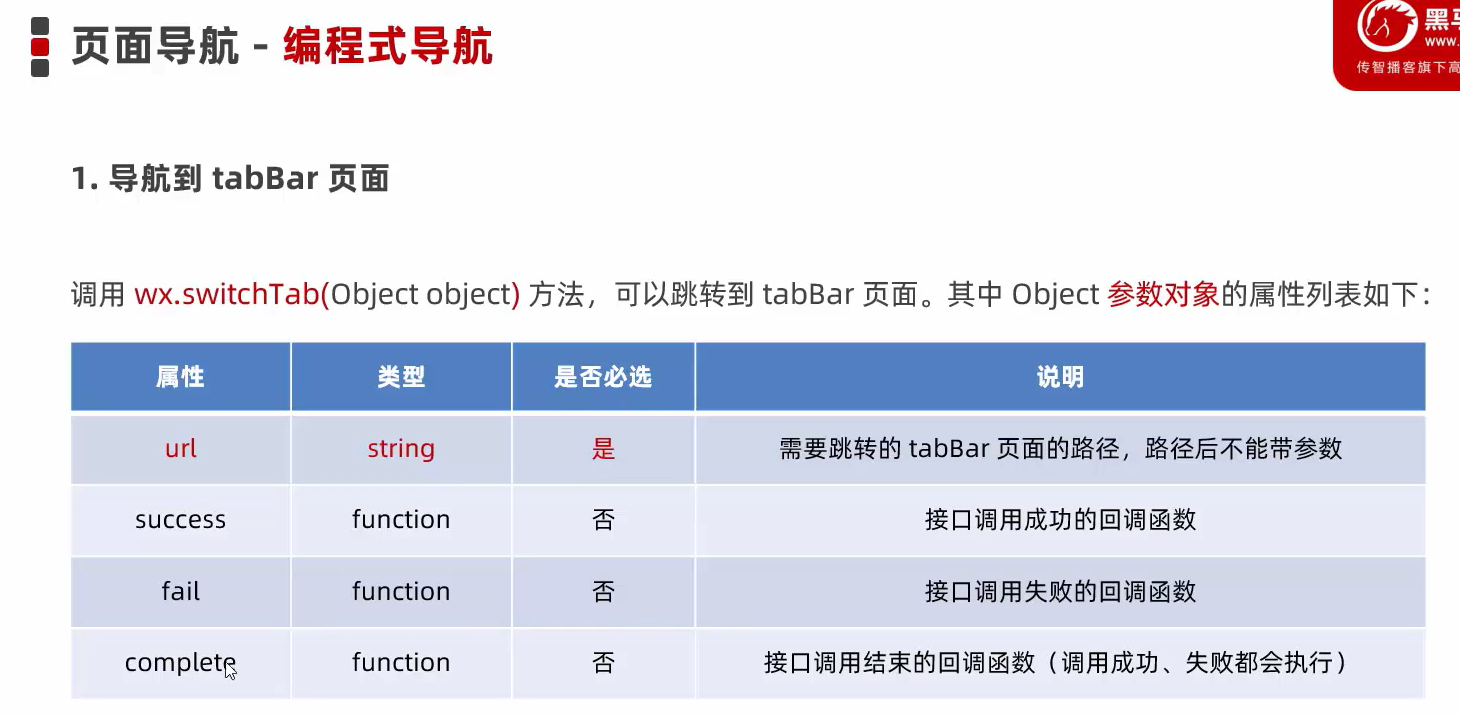 页面导航 - 编程式导航
黑马
www.
传智播客旗下高
1. 导航到 tabBar 页面
调用 wx.switchTab(Object object) 方法，可以跳转到 tabBar 页面。其中 Object 参数对象的属性列表如下：
属性 类型 是否必选 说明
url string 是 需要跳转的 tabBar 页面的路径，路径后不能带参数
success function 否 接口调用成功的回调函数
fail function 否 接口调用失败的回调函数
complete function 否 接口调用结束的回调函数（调用成功、失败都会执行）